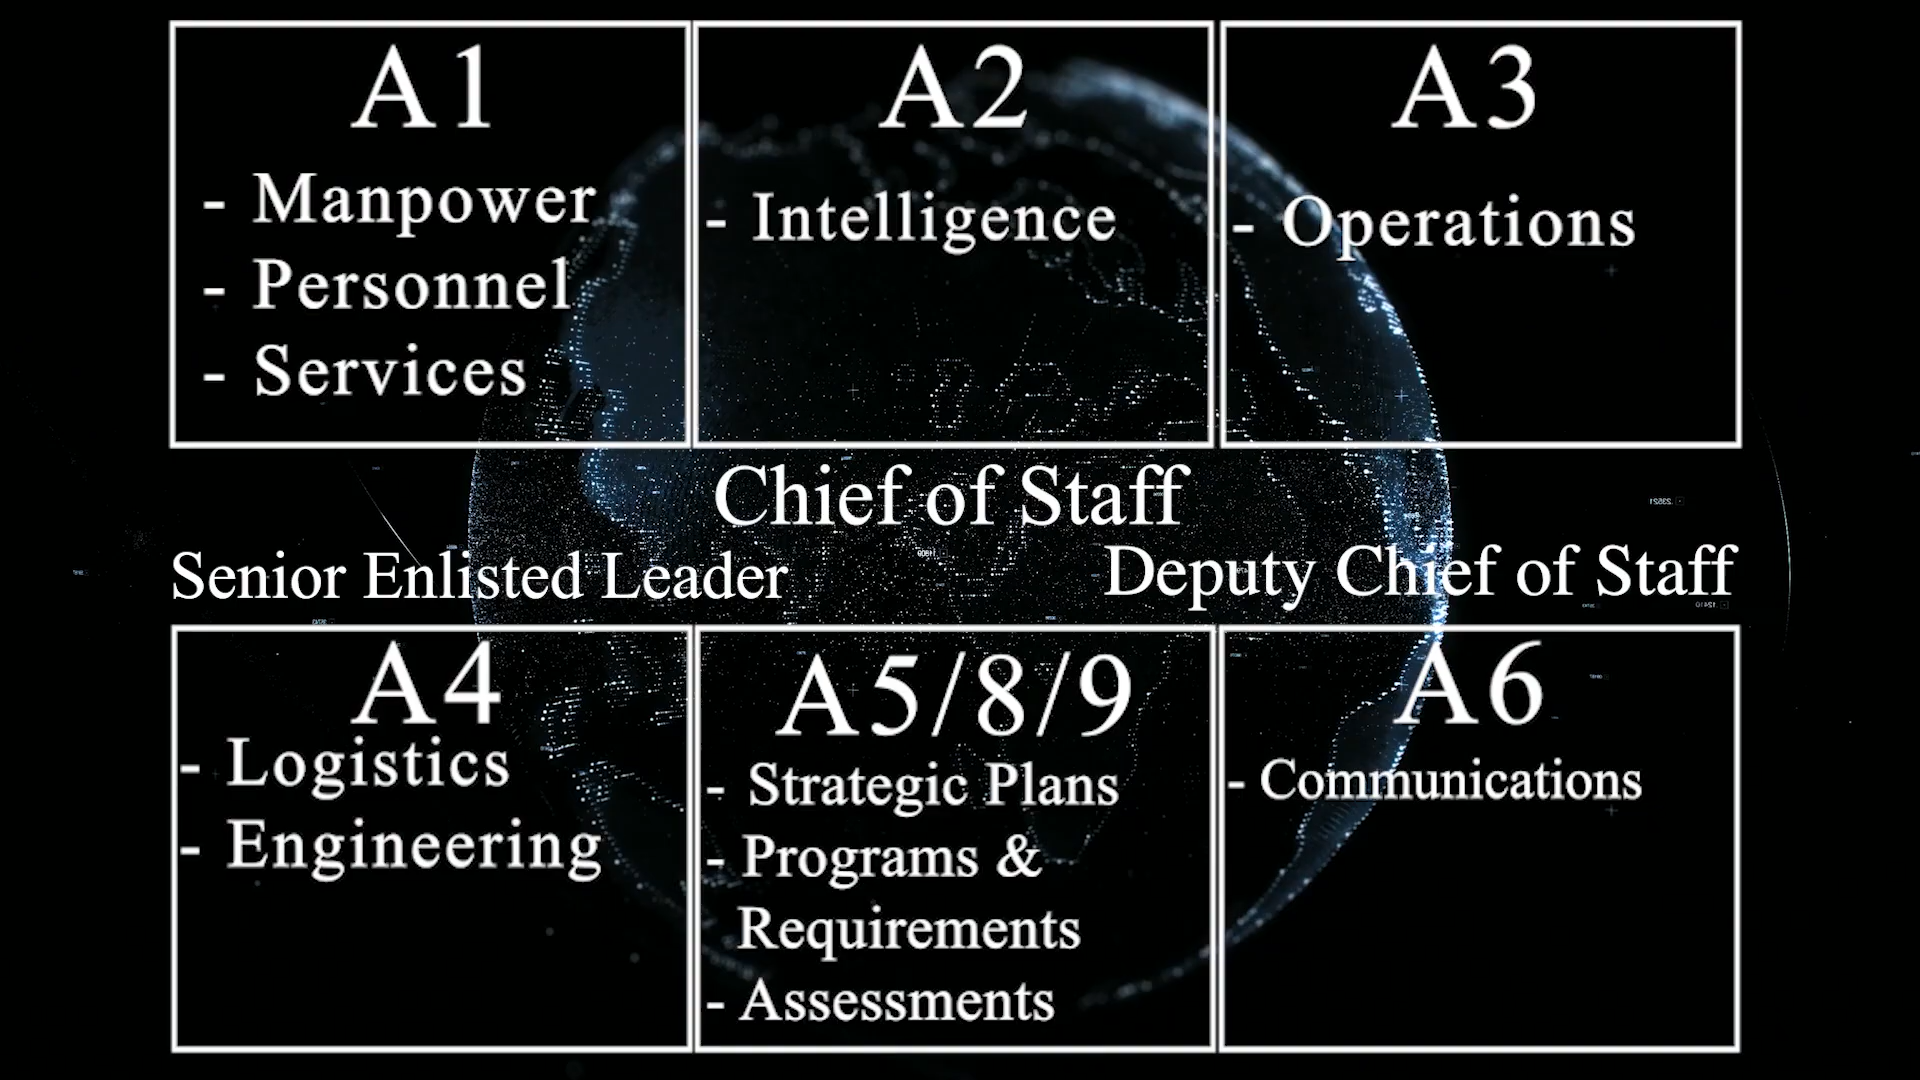 A1
- Manpower
- Personnel
- Services
A2
- Intelligence
A3
- Operations
Chief of Staff
Senior Enlisted Leader
Deputy Chief of Staff
A4
- Logistics
- Engineering
A5/8/9
- Strategic Plans
- Programs &
Requirements
- Assessments
A6
- Communications